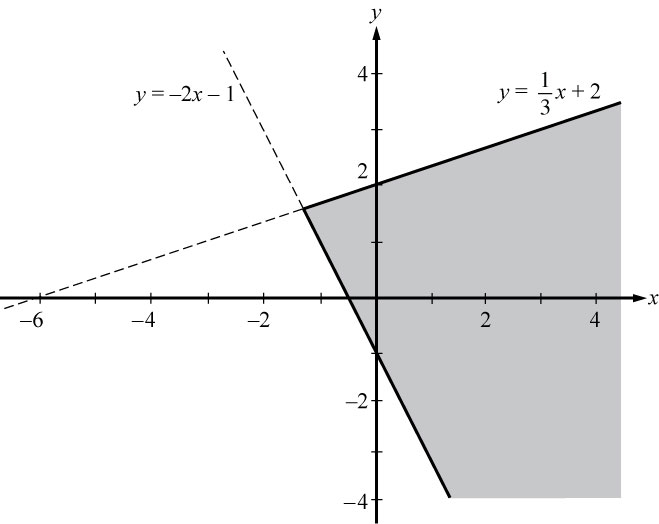 y
4
y = –2x – 1
y = 1/3 x + 2
2
x
–6
–4
–2
2
4
–2
–4